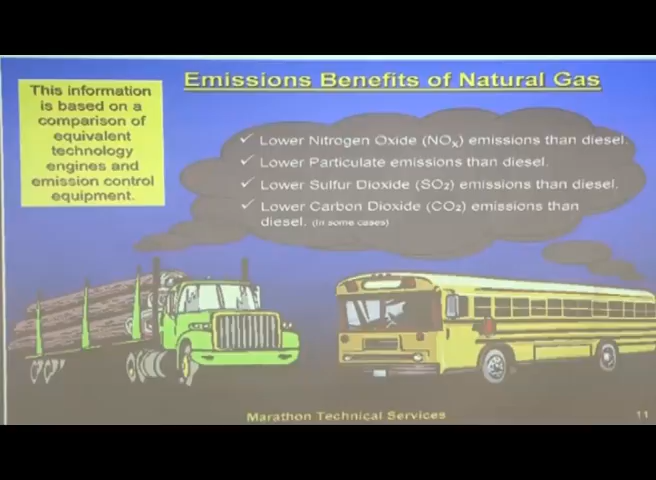 Emissions Benefits of Natural Gas
This information
is based on a
comparison of
equivalent
technology
engines and
emission control
equipment.
✓ Lower Nitrogen Oxide (NOx) emissions than diesel.
✓ Lower Particulate emissions than diesel.
✓ Lower Sulfur Dioxide (SO2) emissions than diesel.
✓ Lower Carbon Dioxide (CO2) emissions than
diesel. (In some cases)
Marathon Technical Services
11